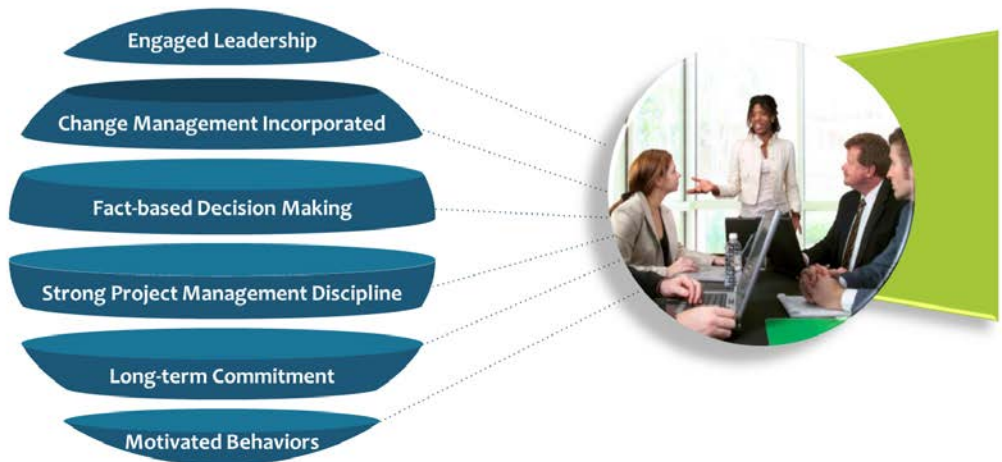 Engaged Leadership
Change Management Incorporated
Fact-based Decision Making
Strong Project Management Discipline
Long-term Commitment
Motivated Behaviors